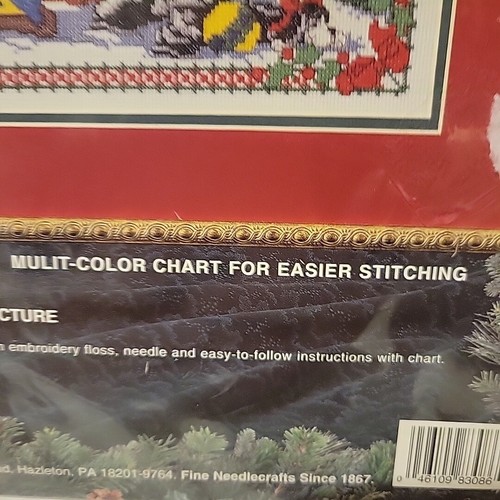 MULIT-COLOR CHART FOR EASIER STITCHING
CTURE
embroidery floss, needle and easy-to-follow instructions with chart.
Hazleton, PA 18201-9764. Fine Needlecrafts Since 1867.
0 46109 83086